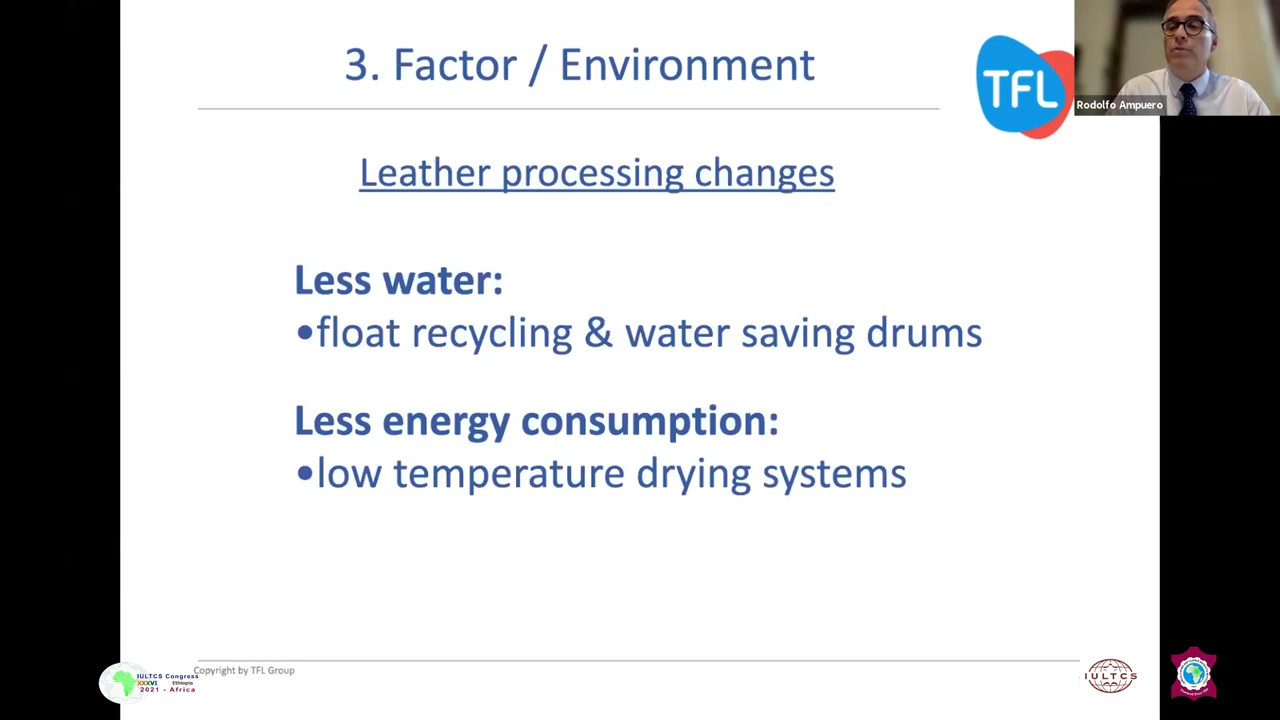 3. Factor / Environment
TFL
Rodolfo Ampuero
Leather processing changes
Less water:
•float recycling & water saving drums
Less energy consumption:
•low temperature drying systems
Copyright by TFL Group
IULTCS Congress
XXXVI Ethiopia
2021 - Africa
IULTCS